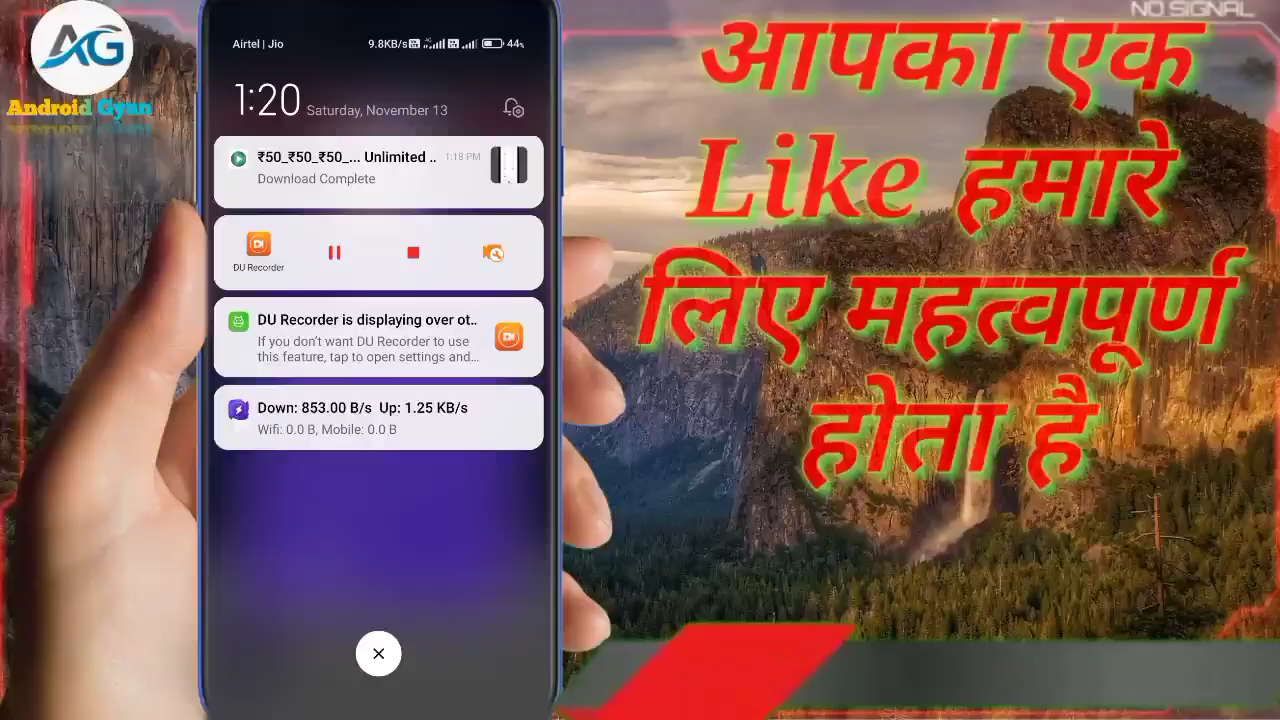 NO SIGNAL
AG
Android Gyan
Airtel | Jio
9.8KB/s
44%
1:20 Saturday, November 13
₹50_₹50_₹50_... Unlimited .. 1:18 PM
Download Complete
DU Recorder
DU Recorder is displaying over ot..
If you don't want DU Recorder to use
this feature, tap to open settings and...
Down: 853.00 B/s Up: 1.25 KB/s
Wifi: 0.0 B, Mobile: 0.0 B
आपका एक
Like हमारे
लिए महत्वपूर्ण
होता है